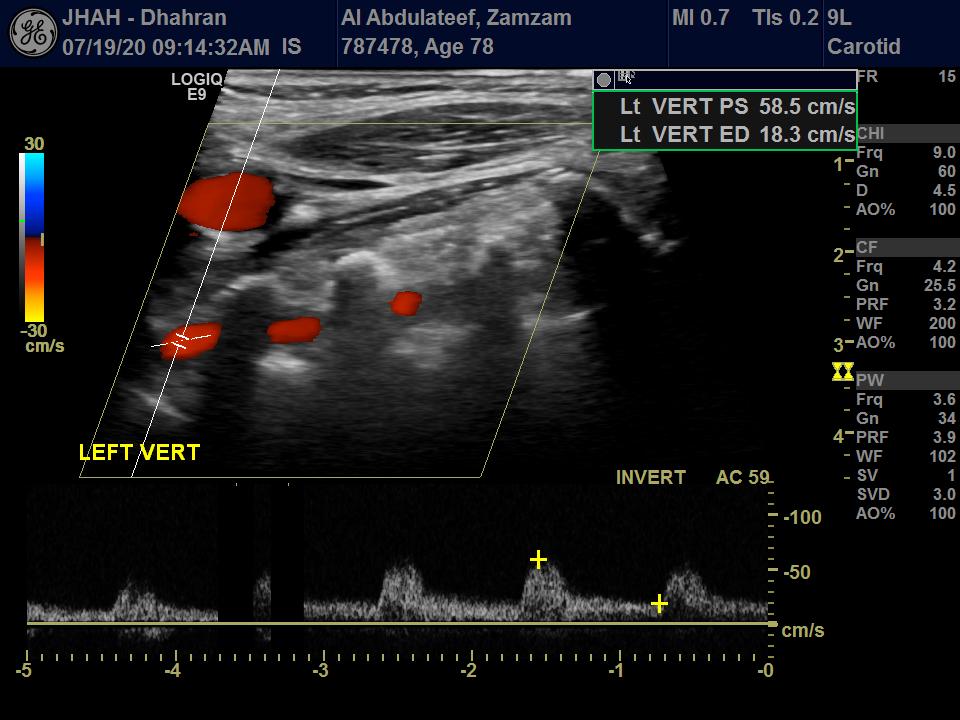 JHAH - Dhahran
07/19/20 09:14:32AM IS
Al Abdulateef, Zamzam
787478, Age 78
MI 0.7 TIs 0.2
9L
Carotid
LOGIQ
E9
Lt VERT PS 58.5 cm/s
Lt VERT ED 18.3 cm/s
FR 15
CHI
Frq 9.0
Gn 60
D 4.5
AO% 100
CF
Frq 4.2
Gn 25.5
PRF 3.2
WF 200
AO% 100
PW
Frq 3.6
Gn 34
PRF 3.9
WF 102
SV 1
SVD 3.0
AO% 100
30
-30
cm/s
1
2
3
4
LEFT VERT
INVERT AC 59
-100
-50
cm/s
-5 -4 -3 -2 -1 -0